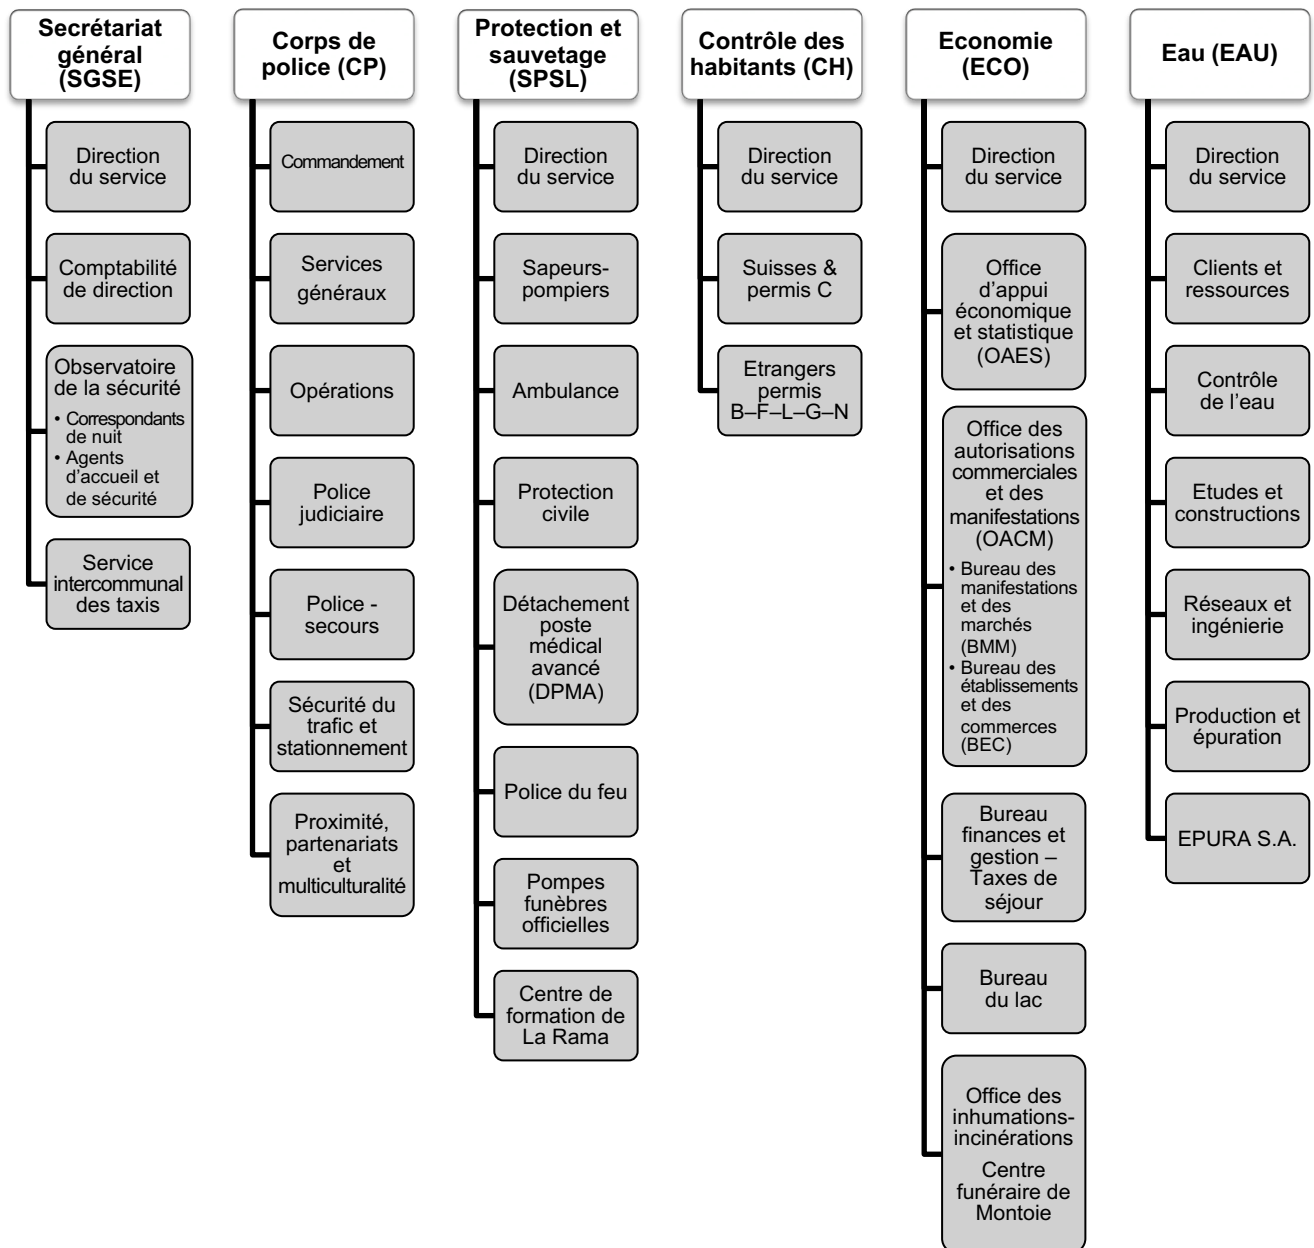 Secrétariat
général
(SGSE)
Direction
du service
Comptabilité
de direction
Observatoire
de la sécurité
• Correspondants
de nuit
• Agents
d'accueil et
de sécurité
Service
intercommunal
des taxis
Corps de
police (CP)
Commandement
Services
généraux
Opérations
Police
judiciaire
Police -
secours
Sécurité du
trafic et
stationnement
Proximité,
partenariats
et
multiculturalité
Protection et
sauvetage
(SPSL)
Direction
du service
Sapeurs-
pompiers
Ambulance
Protection
civile
Détachement
poste
médical
avancé
(DPMA)
Police du feu
Pompes
funèbres
officielles
Centre de
formation de
La Rama
Contrôle des
habitants (CH)
Direction
du service
Suisses &
permis C
Etrangers
permis
B–F–L–G–N
Economie
(ECO)
Direction
du service
Office
d'appui
économique
et statistique
(OAES)
Office des
autorisations
commerciales
et des
manifestations
(OACM)
• Bureau des
manifestations
et des
marchés
(BMM)
• Bureau des
établissements
et des
commerces
(BEC)
Bureau
finances et
gestion –
Taxes de
séjour
Bureau
du lac
Office des
inhumations-
incinérations
Centre
funéraire de
Montoie
Eau (EAU)
Direction
du service
Clients et
ressources
Contrôle
de l'eau
Etudes et
constructions
Réseaux et
ingénierie
Production et
épuration
EPURA S.A.